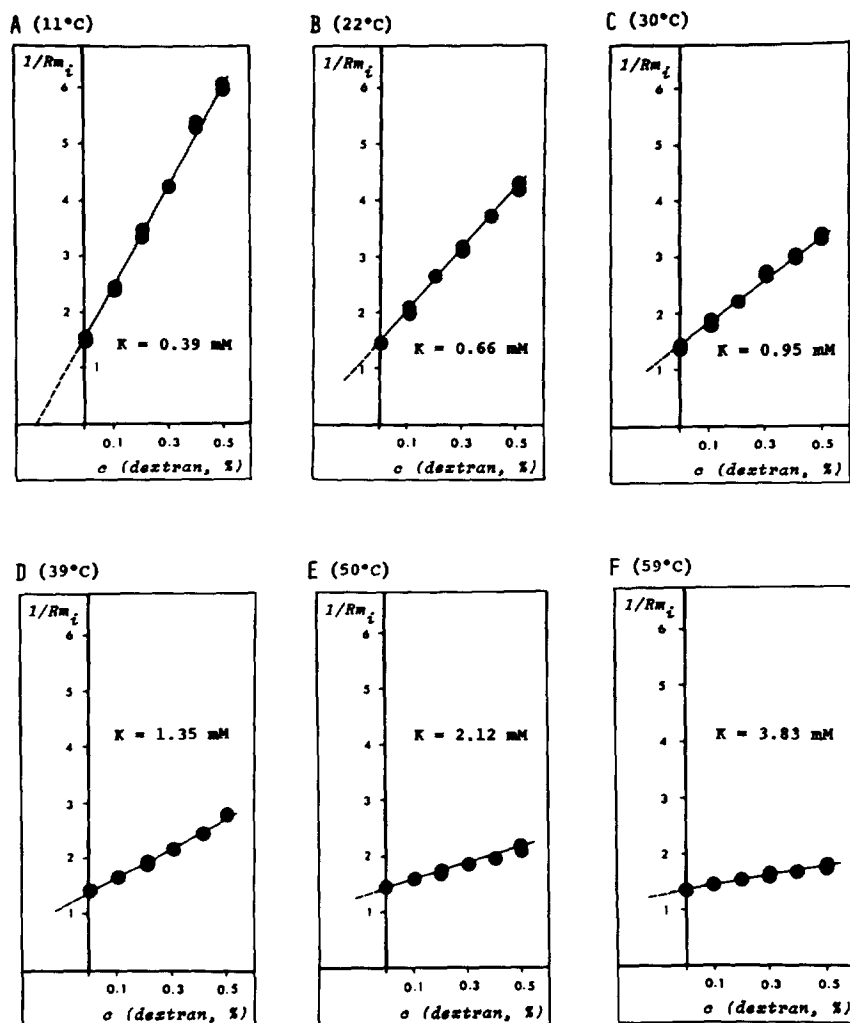 A (11°C)
1/Rm_i
6
5
4
3
2
1
K = 0.39 mM
0.1 0.3 0.5
c (dextran, %)
B (22°C)
1/Rm_i
6
5
4
3
2
1
K = 0.66 mM
0.1 0.3 0.5
c (dextran, %)
C (30°C)
1/Rm_i
6
5
4
3
2
1
K = 0.95 mM
0.1 0.3 0.5
c (dextran, %)
D (39°C)
1/Rm_i
6
5
4
3
2
1
K = 1.35 mM
0.1 0.3 0.5
c (dextran, %)
E (50°C)
1/Rm_i
6
5
4
3
2
1
K = 2.12 mM
0.1 0.3 0.5
c (dextran, %)
F (59°C)
1/Rm_i
6
5
4
3
2
1
K = 3.83 mM
0.1 0.3 0.5
c (dextran, %)